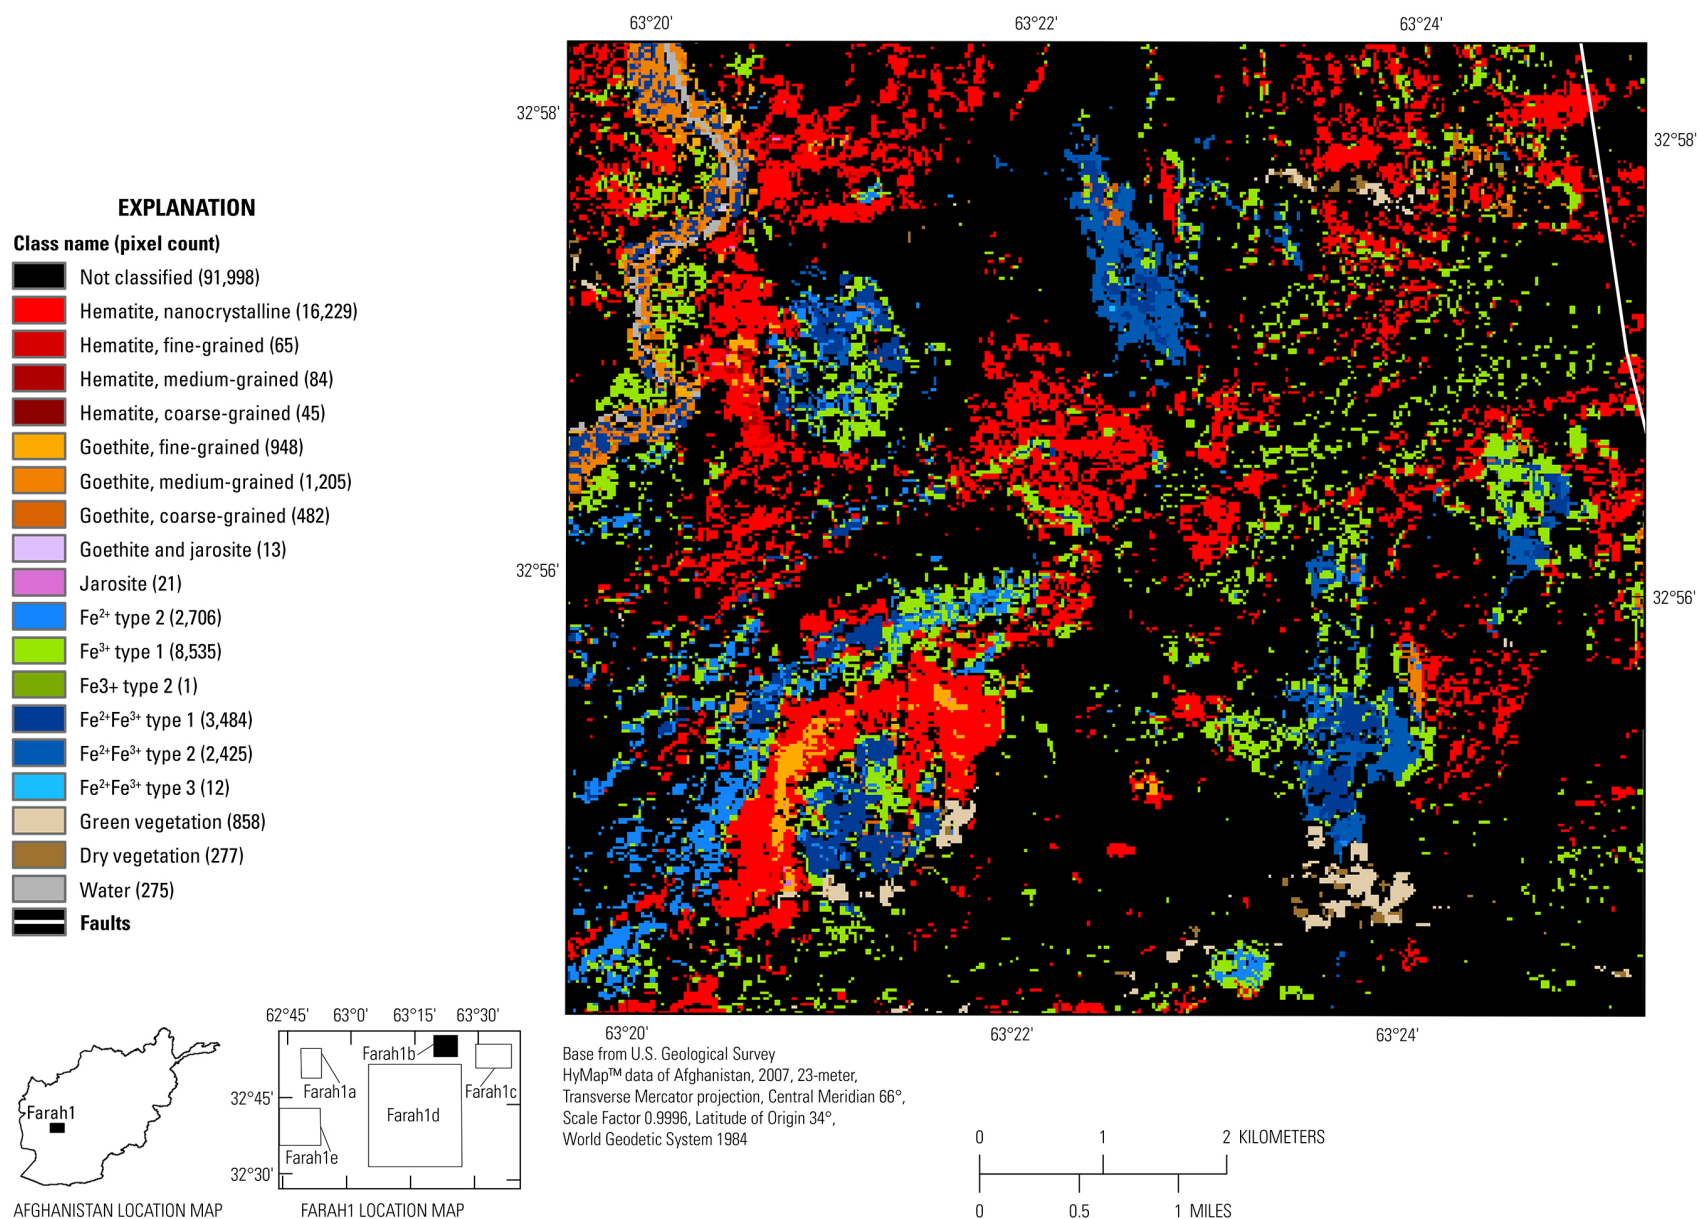 63°20' 63°22' 63°24'
32°58'
32°58'
EXPLANATION
Class name (pixel count)
Not classified (91,998)
Hematite, nanocrystalline (16,229)
Hematite, fine-grained (65)
Hematite, medium-grained (84)
Hematite, coarse-grained (45)
Goethite, fine-grained (948)
Goethite, medium-grained (1,205)
Goethite, coarse-grained (482)
Goethite and jarosite (13)
Jarosite (21)
Fe²⁺ type 2 (2,706)
Fe³⁺ type 1 (8,535)
Fe3+ type 2 (1)
Fe²⁺Fe³⁺ type 1 (3,484)
Fe²⁺Fe³⁺ type 2 (2,425)
Fe²⁺Fe³⁺ type 3 (12)
Green vegetation (858)
Dry vegetation (277)
Water (275)
Faults
32°56'
32°56'
63°20' 63°22' 63°24'
Farah1
AFGHANISTAN LOCATION MAP
62°45' 63°0' 63°15' 63°30'
32°45'
32°30'
Farah1b
Farah1a
Farah1c
Farah1d
Farah1e
FARAH1 LOCATION MAP
Base from U.S. Geological Survey
HyMap™ data of Afghanistan, 2007, 23-meter,
Transverse Mercator projection, Central Meridian 66°,
Scale Factor 0.9996, Latitude of Origin 34°,
World Geodetic System 1984
0 1 2 KILOMETERS
0 0.5 1 MILES